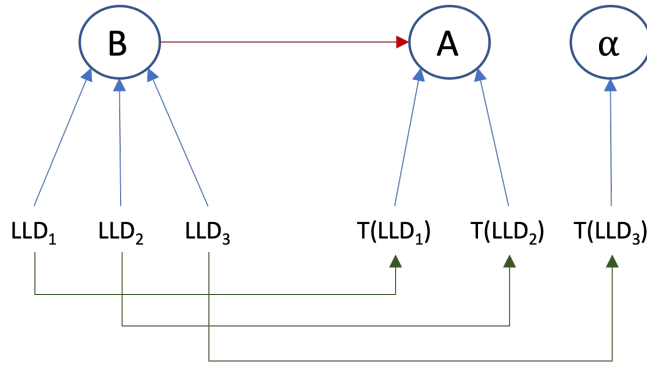 B A α
LLD₁ LLD₂ LLD₃ T(LLD₁) T(LLD₂) T(LLD₃)